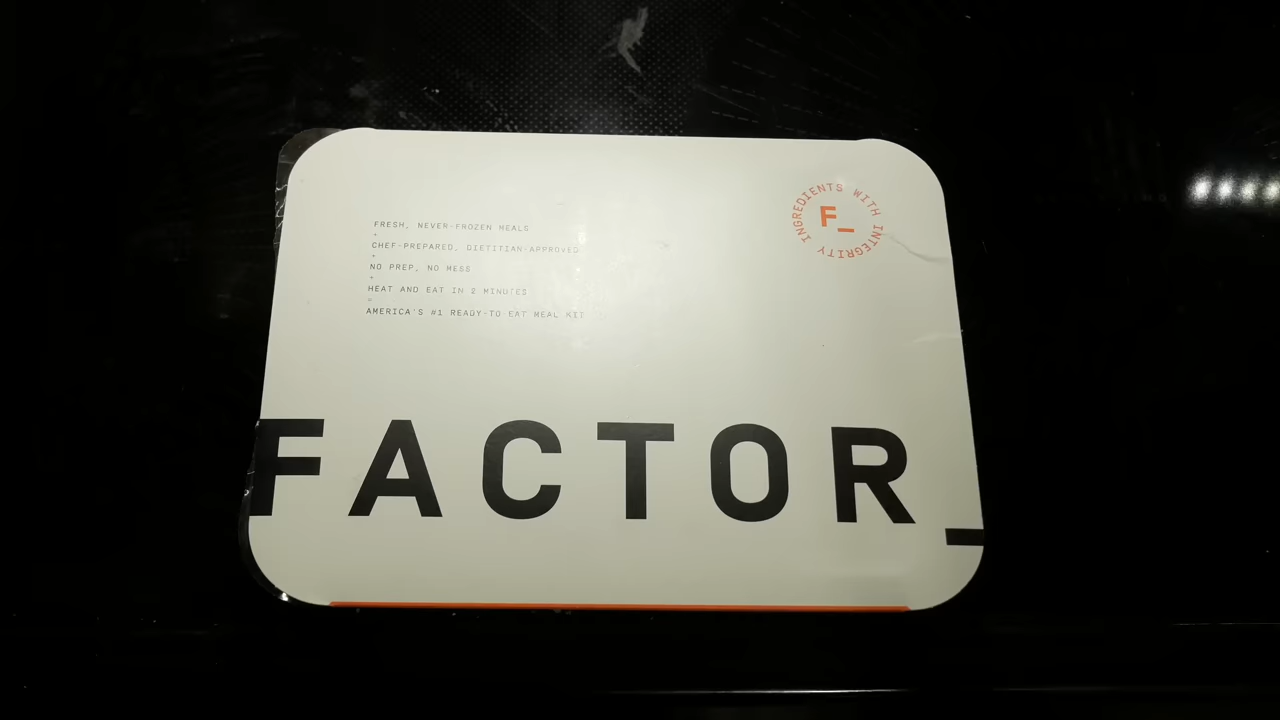 FRESH, NEVER-FROZEN MEALS
+
CHEF-PREPARED, DIETITIAN-APPROVED
+
NO PREP, NO MESS
+
HEAT AND EAT IN 2 MINUTES
=
AMERICA'S #1 READY-TO EAT MEAL KIT
INGREDIENTS WITH INTEGRITY
F_
FACTOR_